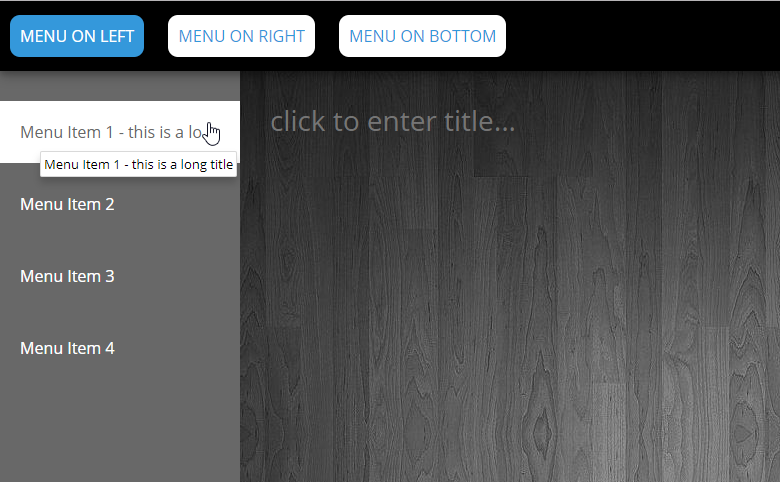 MENU ON LEFT
MENU ON RIGHT
MENU ON BOTTOM
click to enter title...
Menu Item 1 - this is a lo
Menu Item 1 - this is a long title
Menu Item 2
Menu Item 3
Menu Item 4